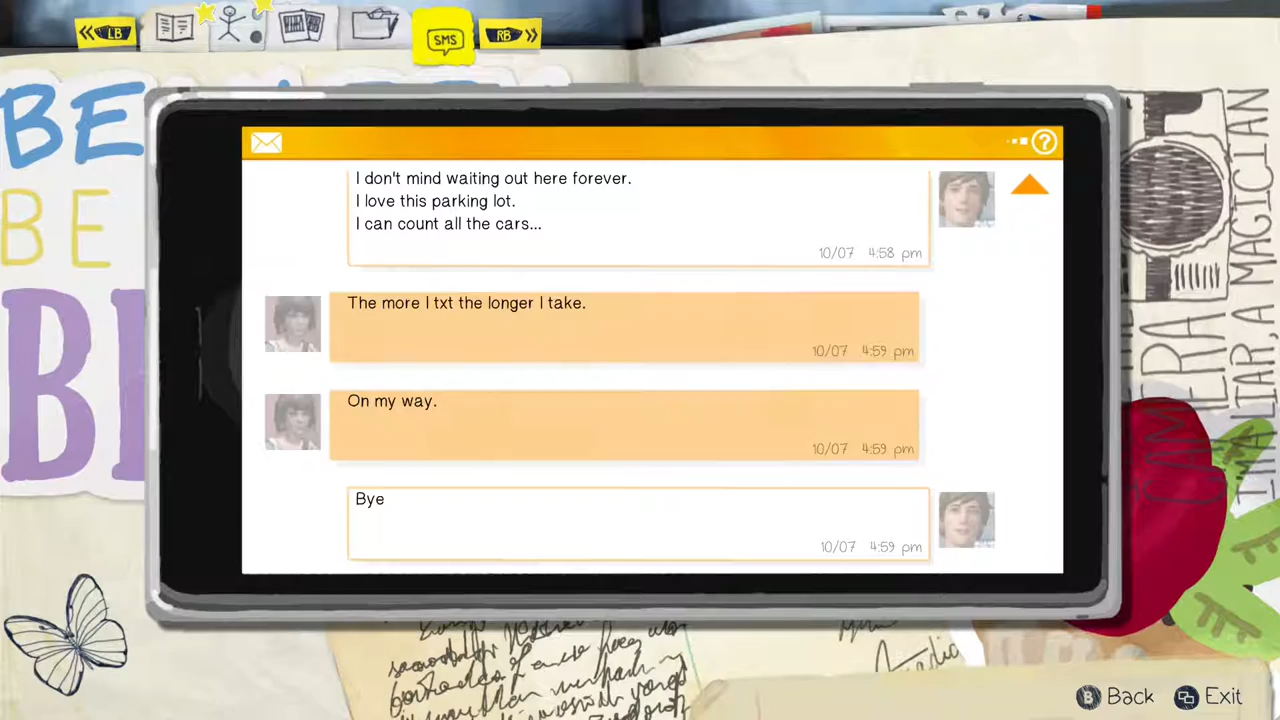 LB
SMS
RB
BE
BE
BE
I don't mind waiting out here forever.
I love this parking lot.
I can count all the cars...
10/07 4:58 pm
The more I txt the longer I take.
10/07 4:59 pm
On my way.
10/07 4:59 pm
Bye
10/07 4:59 pm
CAMERA
LIAR, A MAGICIAN
B Back
Exit